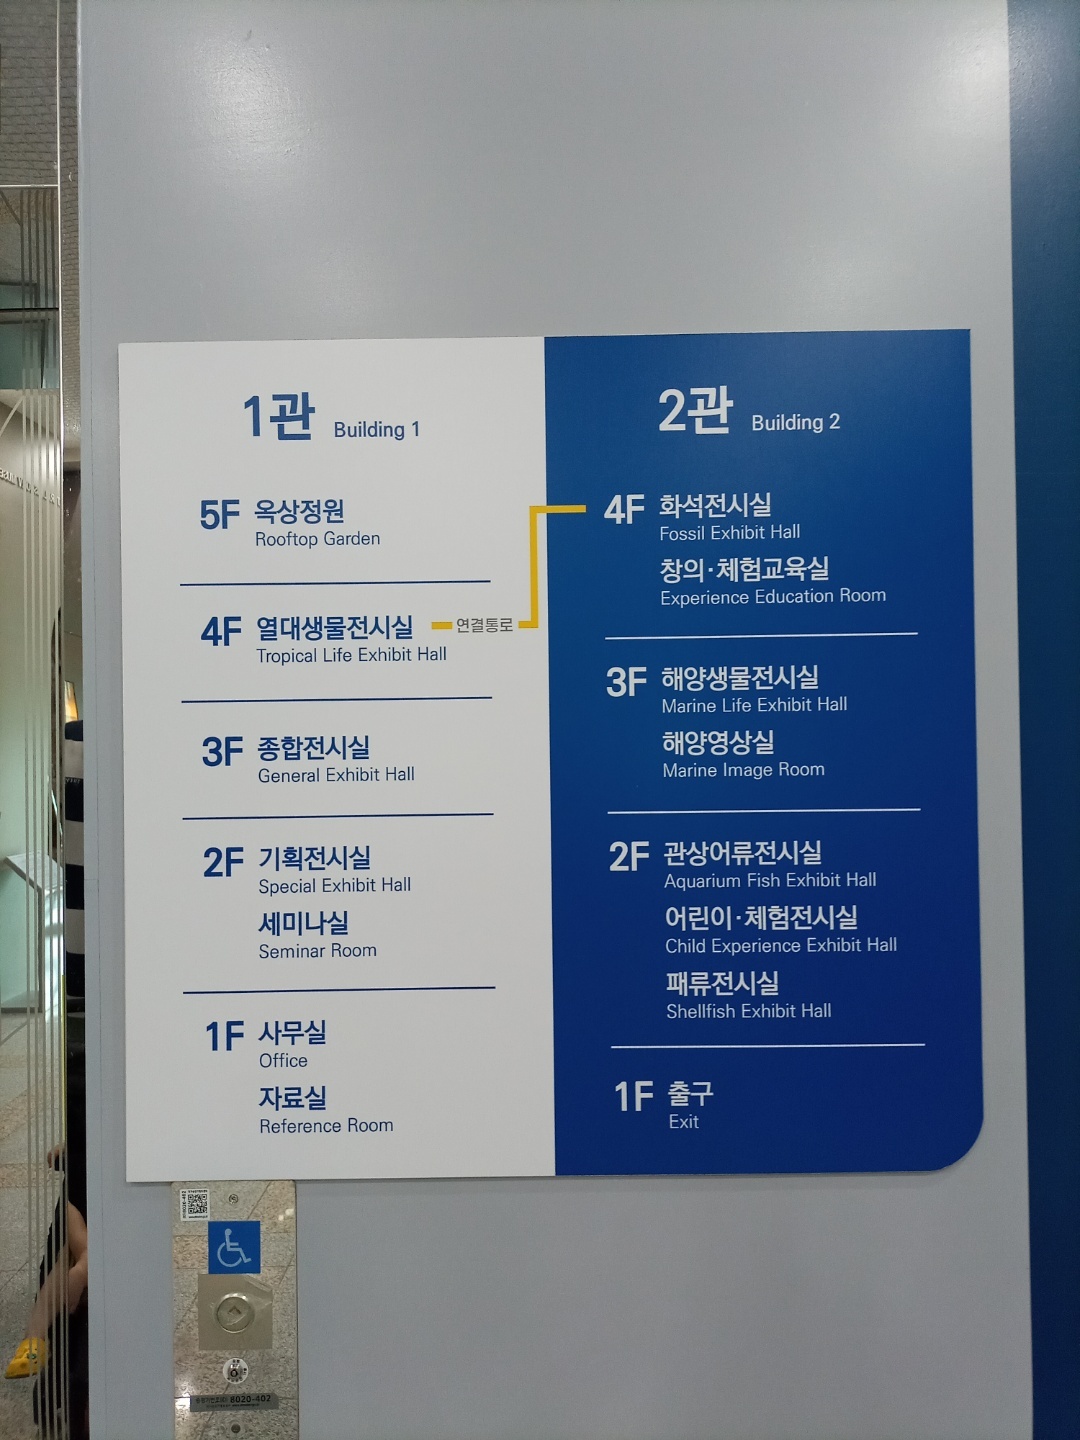 1관 Building 1
5F 옥상정원
Rooftop Garden
4F 열대생물전시실 연결통로
Tropical Life Exhibit Hall
3F 종합전시실
General Exhibit Hall
2F 기획전시실
Special Exhibit Hall
세미나실
Seminar Room
1F 사무실
Office
자료실
Reference Room
2관 Building 2
4F 화석전시실
Fossil Exhibit Hall
창의·체험교육실
Experience Education Room
3F 해양생물전시실
Marine Life Exhibit Hall
해양영상실
Marine Image Room
2F 관상어류전시실
Aquarium Fish Exhibit Hall
어린이·체험전시실
Child Experience Exhibit Hall
패류전시실
Shellfish Exhibit Hall
1F 출구
Exit
8020-402